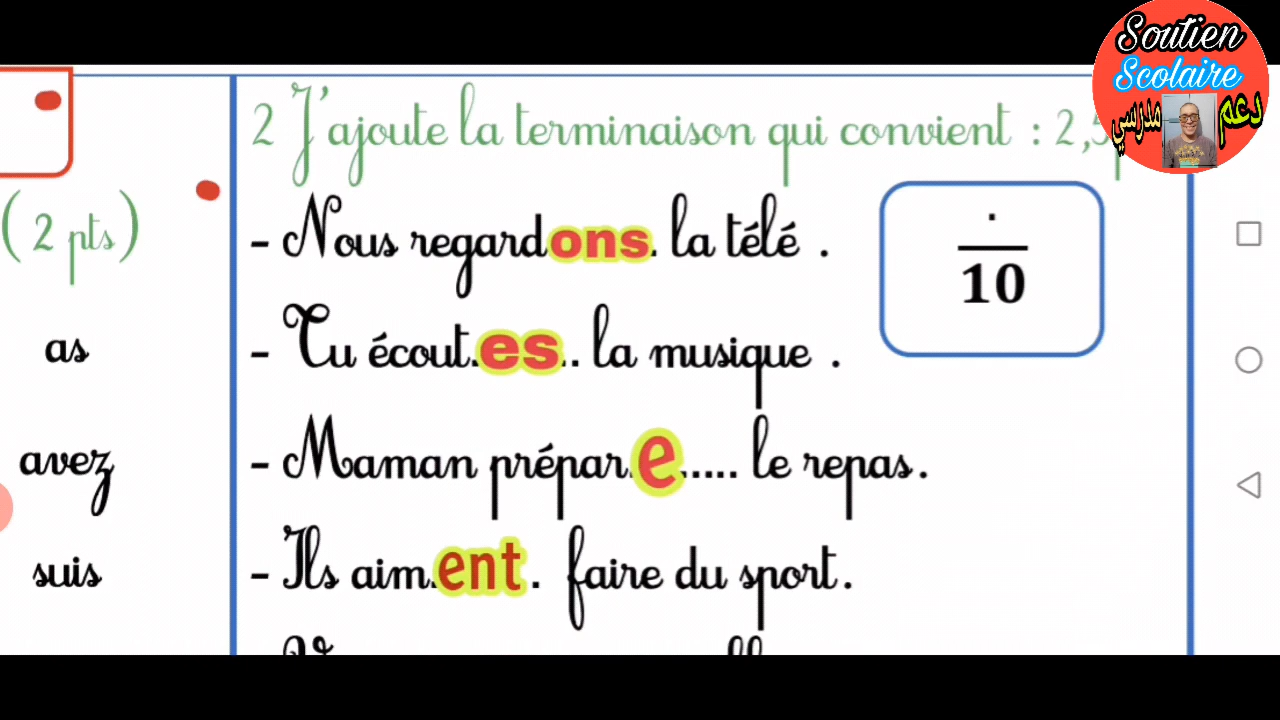 Soutien
Scolaire
دعم مدرسي
2 J'ajoute la terminaison qui convient : 2,5
(2 pts)
- Nous regardons. la télé .
.
10
as
- Tu écout.es.. la musique .
avez
- Maman prépar.e..... le repas.
suis
- Ils aim.ent. faire du sport.